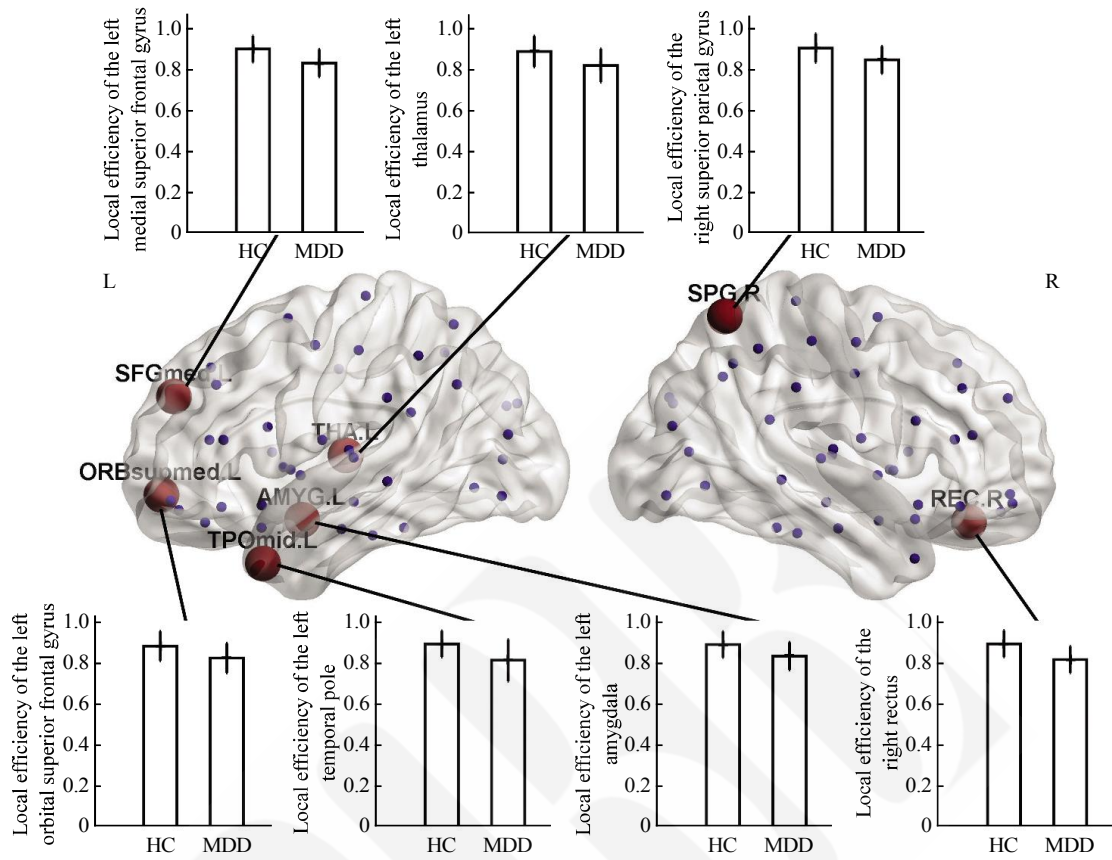 Local efficiency of the left
medial superior frontal gyrus
1.0
0.8
0.6
0.4
0.2
0
HC
MDD
Local efficiency of the left
thalamus
1.0
0.8
0.6
0.4
0.2
0
HC
MDD
Local efficiency of the
right superior parietal gyrus
1.0
0.8
0.6
0.4
0.2
0
HC
MDD
L
R
SPG.R
SFGmed.L
THA.L
ORBsupmed.L
AMYG.L
REC.R
TPOmid.L
Local efficiency of the left
orbital superior frontal gyrus
1.0
0.8
0.6
0.4
0.2
0
HC
MDD
Local efficiency of the left
temporal pole
1.0
0.8
0.6
0.4
0.2
0
HC
MDD
Local efficiency of the left
amygdala
1.0
0.8
0.6
0.4
0.2
0
HC
MDD
Local efficiency of the
right rectus
1.0
0.8
0.6
0.4
0.2
0
HC
MDD